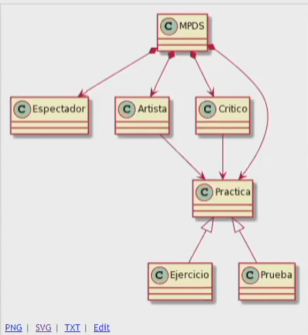 C MPDS
C Espectador
C Artista
C Critico
C Practica
C Ejercicio
C Prueba
PNG | SVG | TXT | Edit